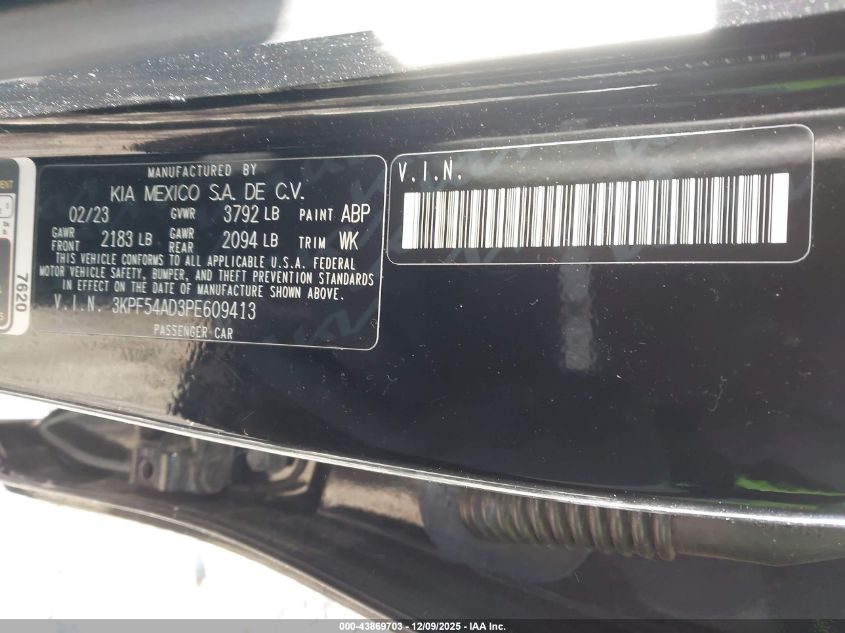 MANUFACTURED BY
KIA MEXICO S.A. DE C.V.
02/23 GVWR 3792 LB PAINT ABP
GAWR FRONT 2183 LB GAWR REAR 2094 LB TRIM WK
THIS VEHICLE CONFORMS TO ALL APPLICABLE U.S.A. FEDERAL
MOTOR VEHICLE SAFETY, BUMPER, AND THEFT PREVENTION STANDARDS
IN EFFECT ON THE DATE OF MANUFACTURE SHOWN ABOVE.
V.I.N. 3KPF54AD3PE609413
PASSENGER CAR
V.I.N.
7620
000-43869703 - 12/09/2025 - IAA Inc.